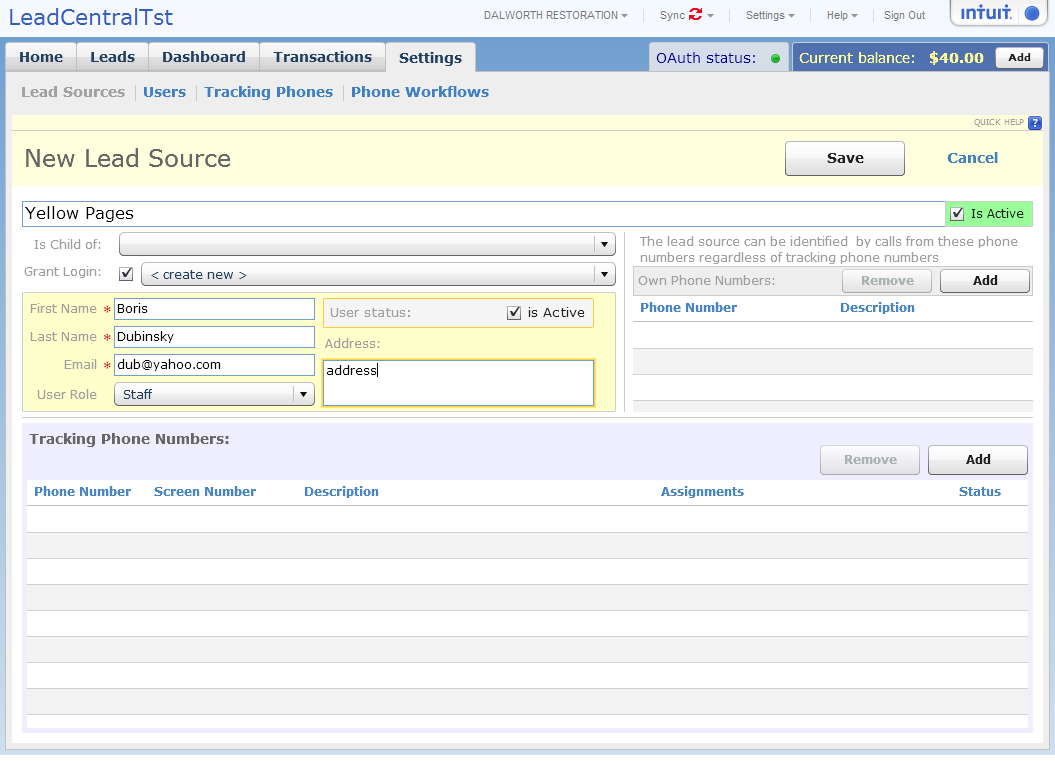 LeadCentralTst
DALWORTH RESTORATION Sync Settings Help Sign Out intuit.
Home Leads Dashboard Transactions Settings OAuth status: Current balance: $40.00 Add
Lead Sources Users Tracking Phones Phone Workflows
QUICK HELP ?
New Lead Source Save Cancel
Yellow Pages Is Active
Is Child of:
The lead source can be identified by calls from these phone
numbers regardless of tracking phone numbers
Grant Login: < create new >
Own Phone Numbers: Remove Add
Phone Number Description
First Name * Boris
User status: is Active
Last Name * Dubinsky
Address:
Email * dub@yahoo.com
address
User Role Staff
Tracking Phone Numbers:
Remove Add
Phone Number Screen Number Description Assignments Status